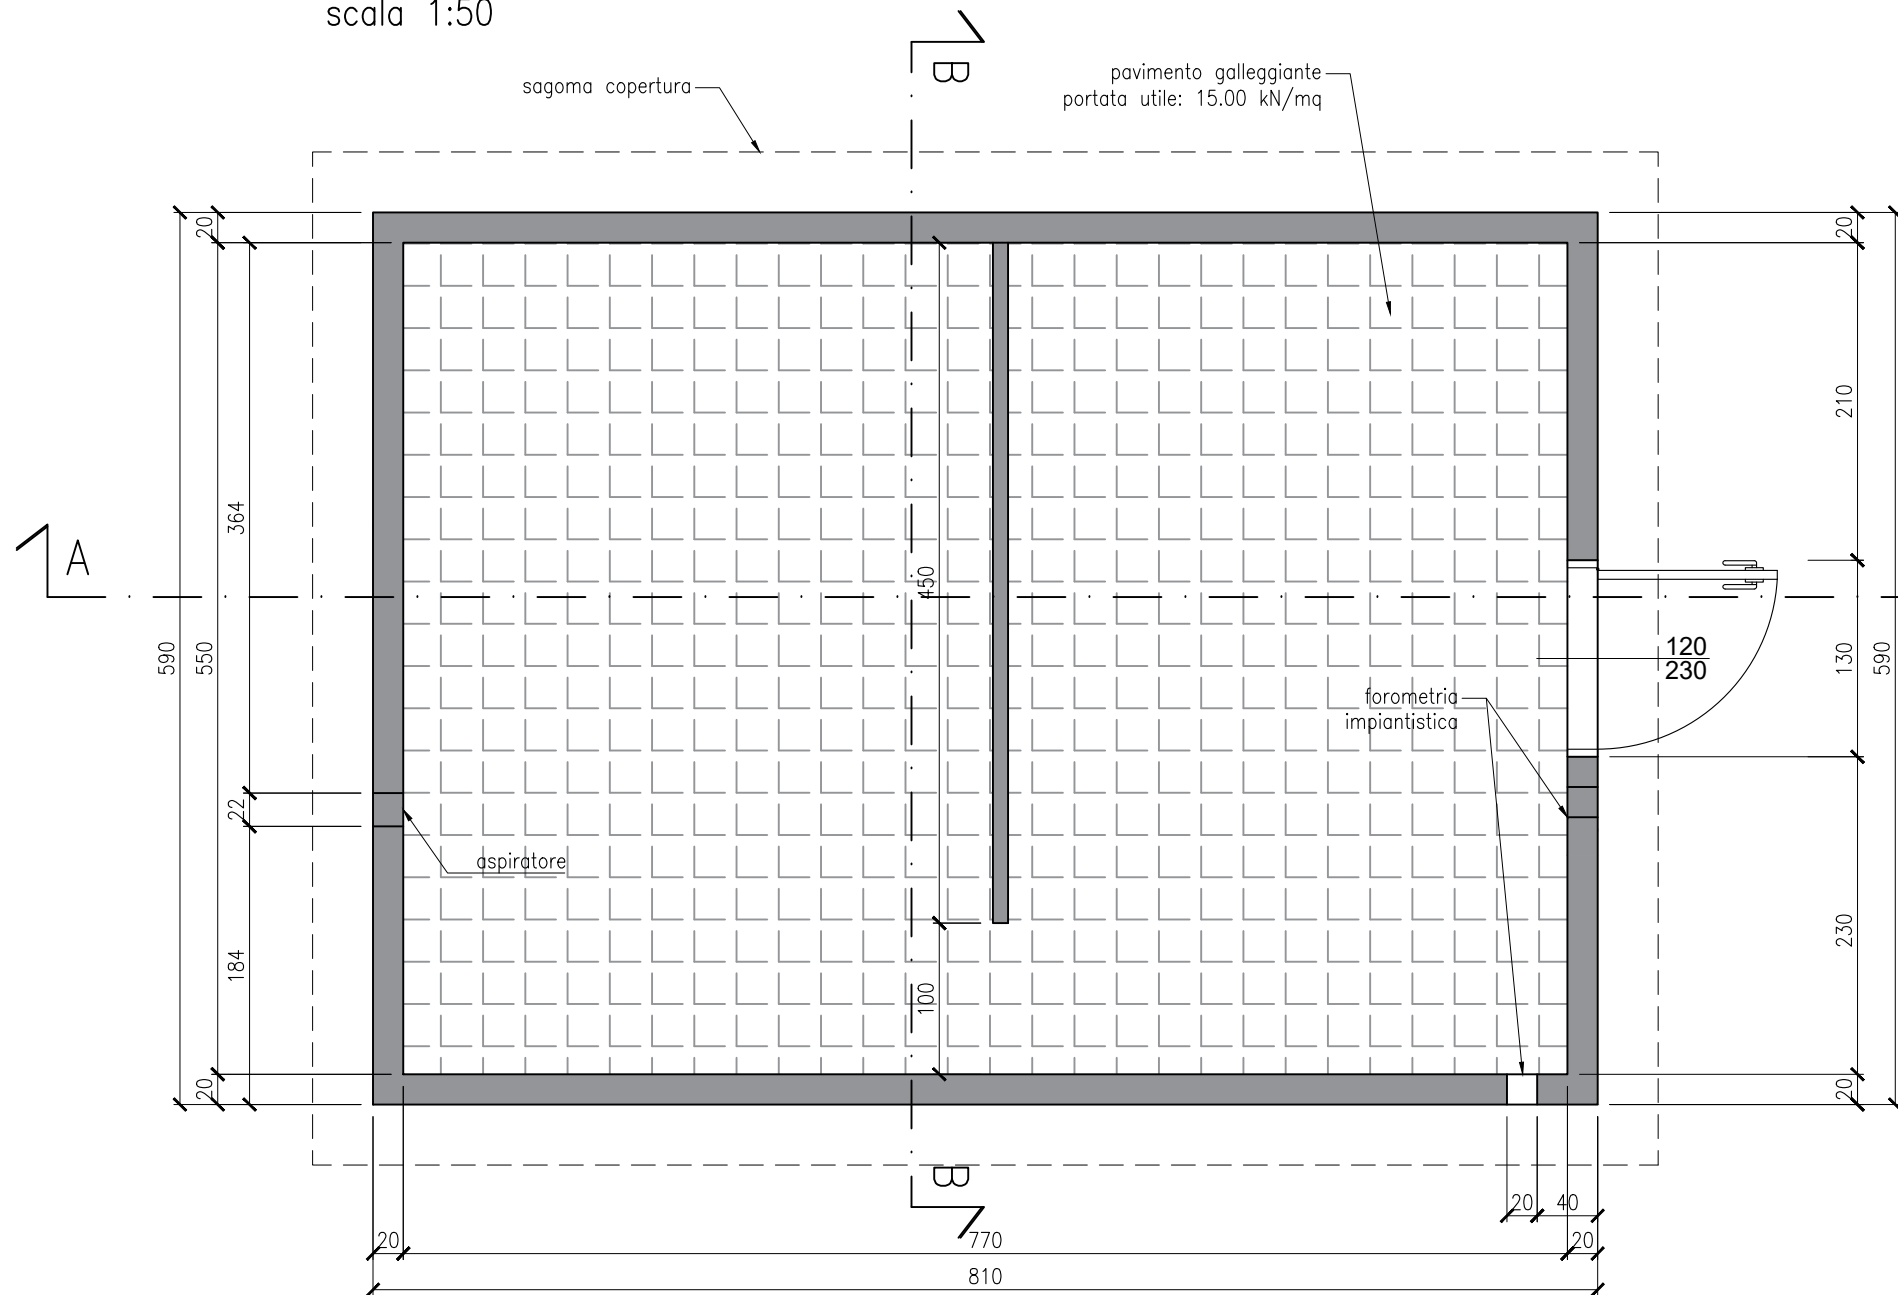 scala 1:50
B
sagoma copertura
pavimento galleggiante
portata utile: 15.00 kN/mq
20
20
364
210
A
450
590
550
120
230
130
590
forometria
impiantistica
22
aspiratore
184
230
100
20
20
B
20
40
20
770
20
810